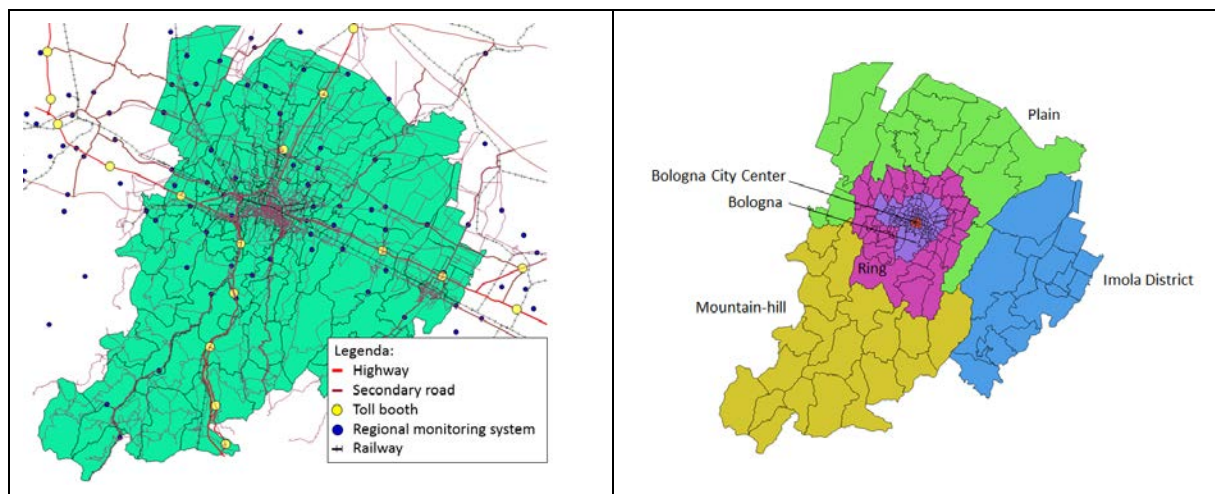 Legenda:
Highway
Secondary road
Toll booth
Regional monitoring system
Railway
Plain
Bologna City Center
Bologna
Ring
Imola District
Mountain-hill